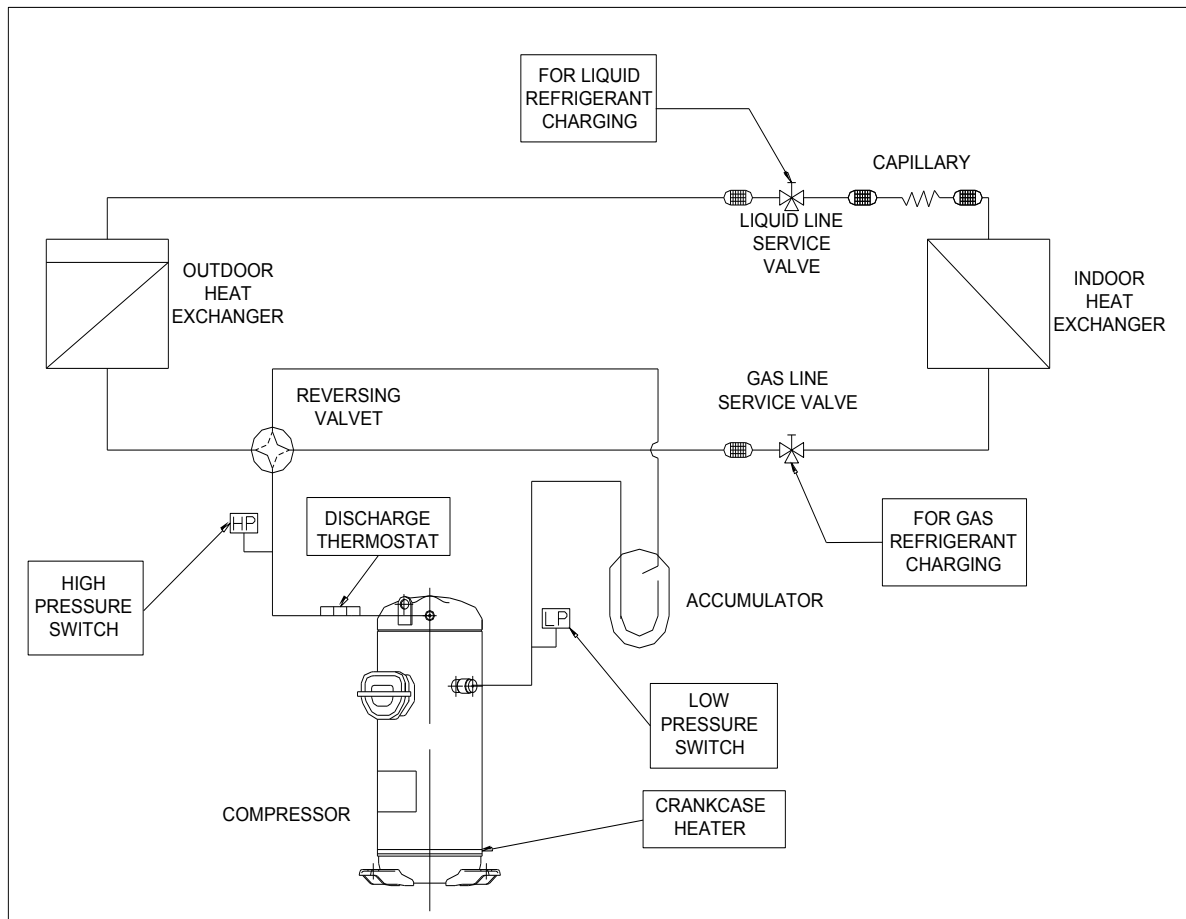 FOR LIQUID
REFRIGERANT
CHARGING
CAPILLARY
LIQUID LINE
SERVICE
VALVE
OUTDOOR
HEAT
EXCHANGER
INDOOR
HEAT
EXCHANGER
REVERSING
VALVET
GAS LINE
SERVICE VALVE
HP
DISCHARGE
THERMOSTAT
FOR GAS
REFRIGERANT
CHARGING
HIGH
PRESSURE
SWITCH
ACCUMULATOR
LP
LOW
PRESSURE
SWITCH
COMPRESSOR
CRANKCASE
HEATER